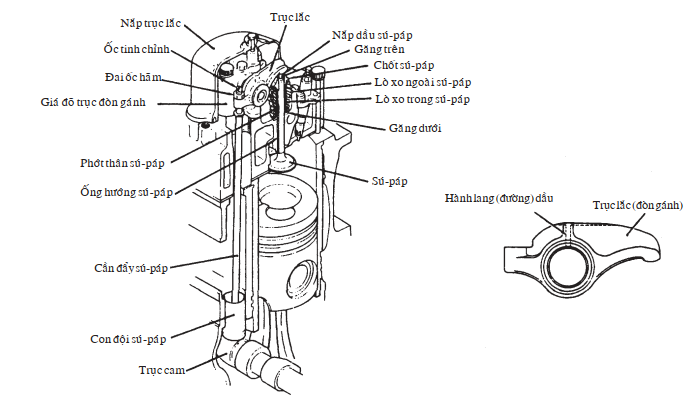 Nắp trục lắc
Trục lắc
Ốc tinh chỉnh
Nắp dầu sú-páp
Găng trên
Đai ốc hãm
Chốt sú-páp
Lò xo ngoài sú-páp
Giá đỡ trục đòn gánh
Lò xo trong sú-páp
Găng dưới
Phớt thân sú-páp
Sú-páp
Ống hướng sú-páp
Hành lang (đường) dầu
Trục lắc (đòn gánh)
Cần đẩy sú-páp
Con đội sú-páp
Trục cam